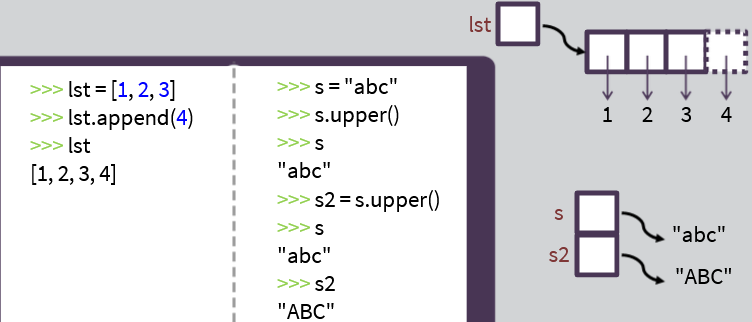 >>> lst = [1, 2, 3]
>>> lst.append(4)
>>> lst
[1, 2, 3, 4]
>>> s = "abc"
>>> s.upper()
>>> s
"abc"
>>> s2 = s.upper()
>>> s
"abc"
>>> s2
"ABC"
lst
1 2 3 4
s
"abc"
s2
"ABC"